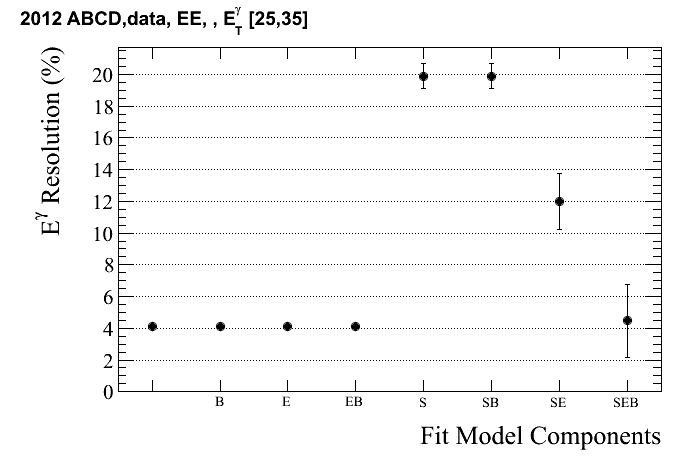 2012 ABCD,data, EE, , E_T^γ [25,35]
E^γ Resolution (%)
20
18
16
14
12
10
8
6
4
2
0
B E EB S SB SE SEB
Fit Model Components